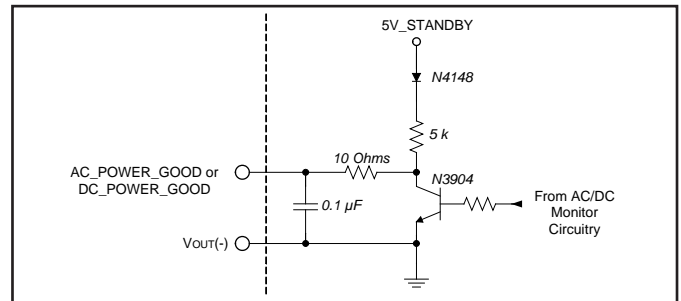 5V_STANDBY
N4148
5 k
10 Ohms
AC_POWER_GOOD or
DC_POWER_GOOD
N3904
0.1 µF
From AC/DC
Monitor
Circuitry
VOUT(-)